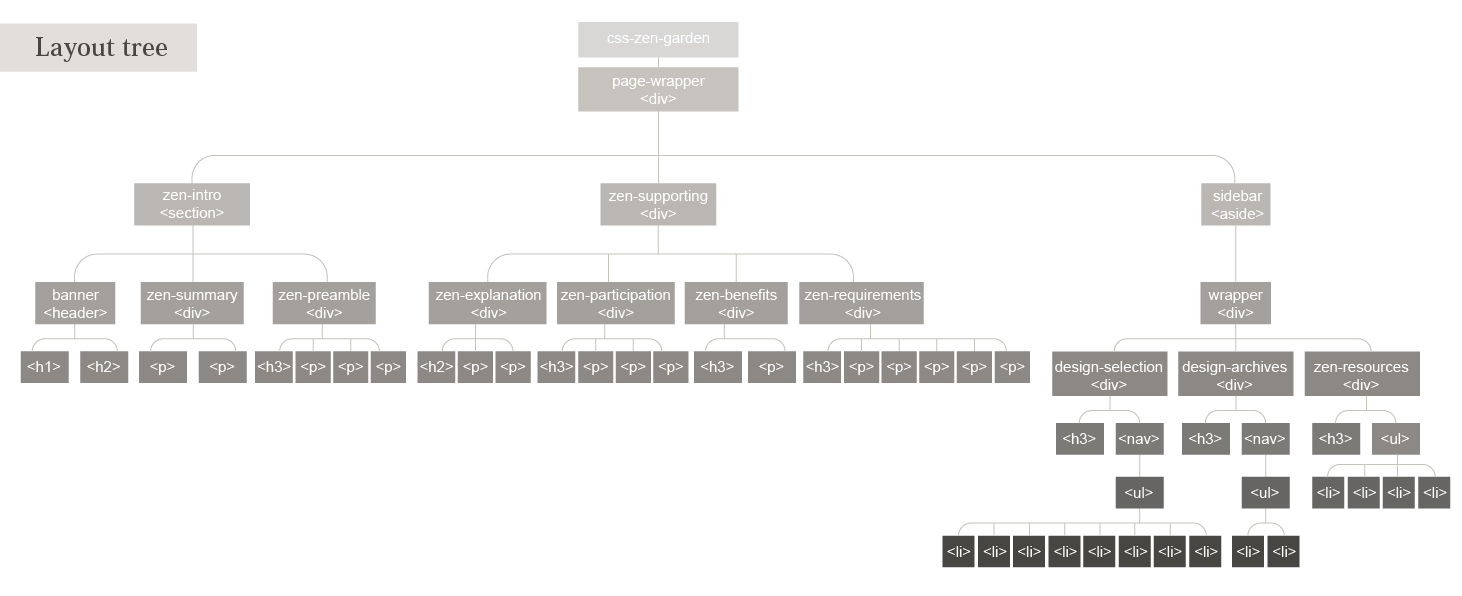 Layout tree
css-zen-garden
page-wrapper
<div>
zen-intro
<section>
zen-supporting
<div>
sidebar
<aside>
banner
<header>
zen-summary
<div>
zen-preamble
<div>
zen-explanation
<div>
zen-participation
<div>
zen-benefits
<div>
zen-requirements
<div>
wrapper
<div>
<h1>
<h2>
<p>
<p>
<h3>
<p>
<p>
<p>
<h2>
<p>
<p>
<h3>
<p>
<p>
<p>
<h3>
<p>
<h3>
<p>
<p>
<p>
<p>
<p>
design-selection
<div>
design-archives
<div>
zen-resources
<div>
<h3>
<nav>
<h3>
<nav>
<h3>
<ul>
<ul>
<ul>
<li>
<li>
<li>
<li>
<li>
<li>
<li>
<li>
<li>
<li>
<li>
<li>
<li>
<li>